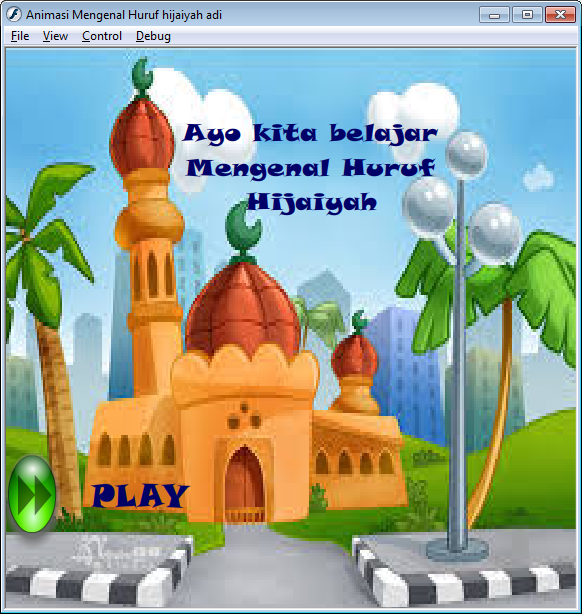 Animasi Mengenal Huruf hijaiyah adi
File View Control Debug
Ayo kita belajar
Mengenal Huruf
Hijaiyah
PLAY